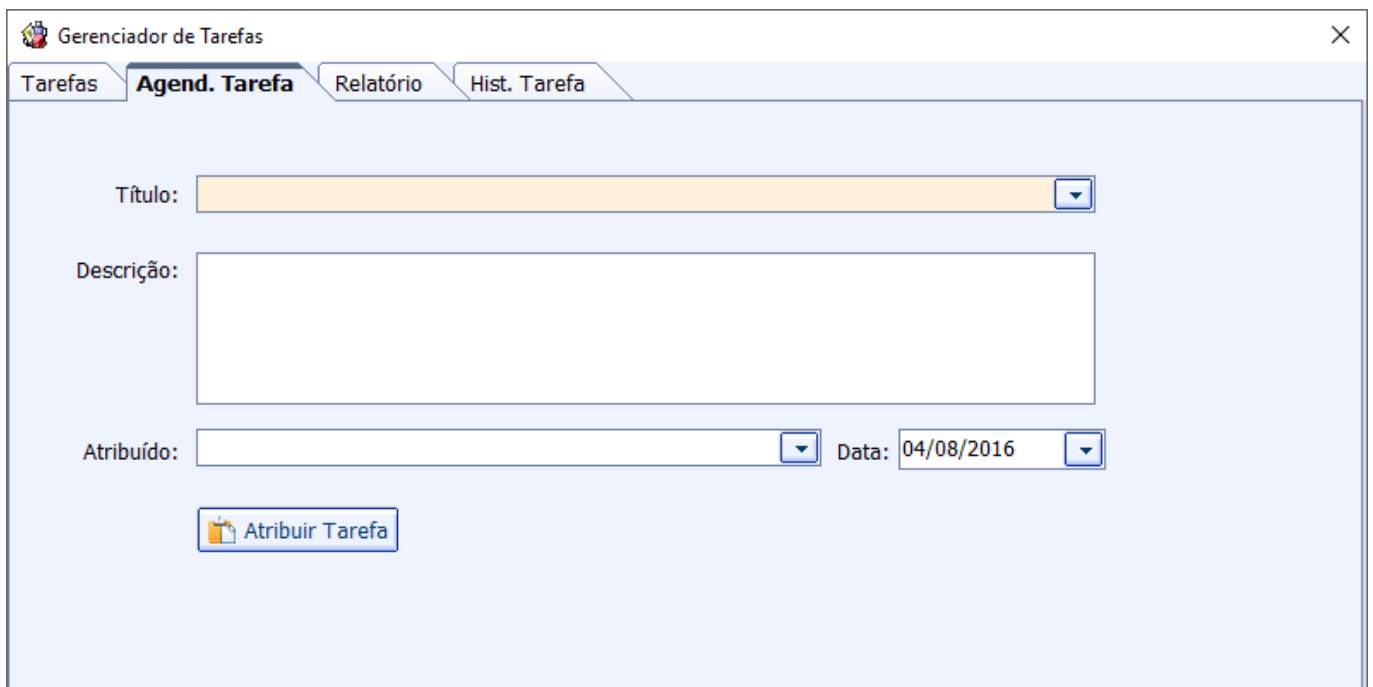 Gerenciador de Tarefas
Tarefas Agend. Tarefa Relatório Hist. Tarefa
Título:
Descrição:
Atribuído: Data: 04/08/2016
Atribuir Tarefa